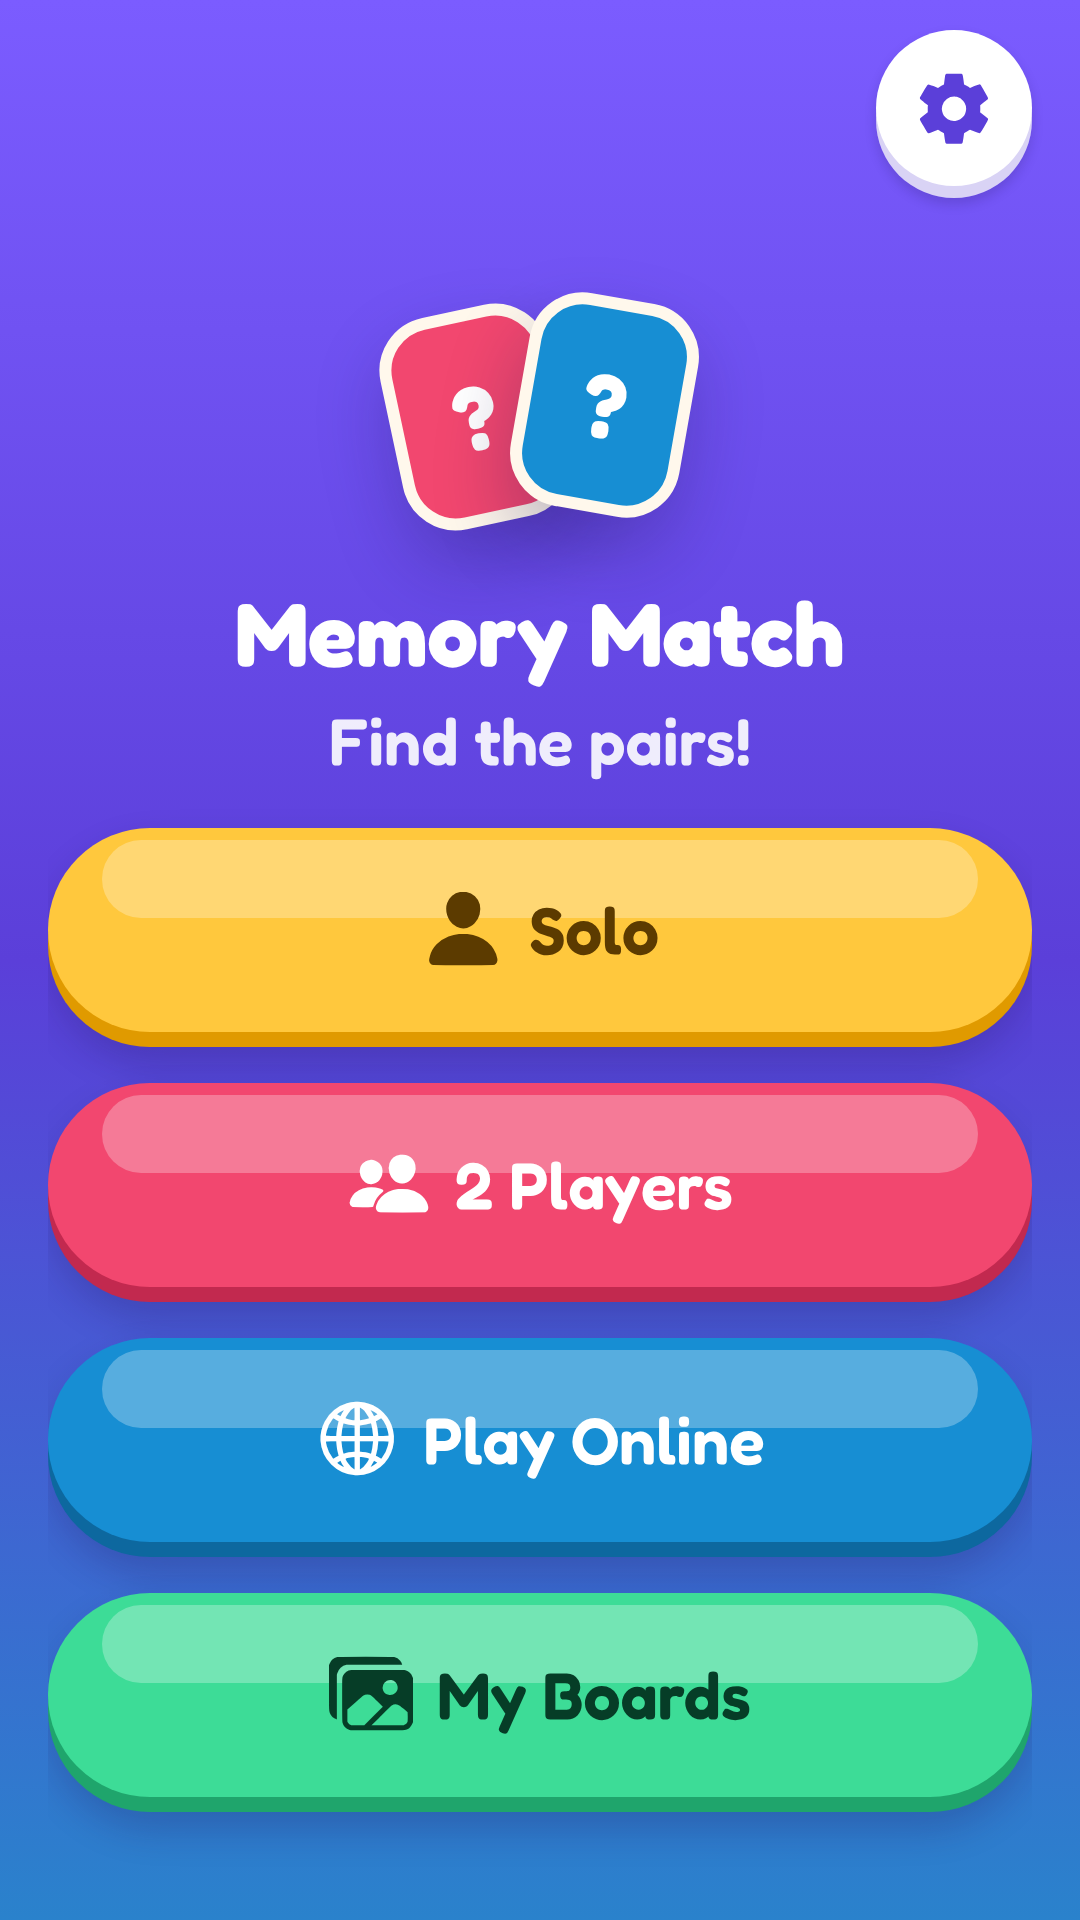 ? ?
Memory Match
Find the pairs!
Solo
2 Players
Play Online
My Boards